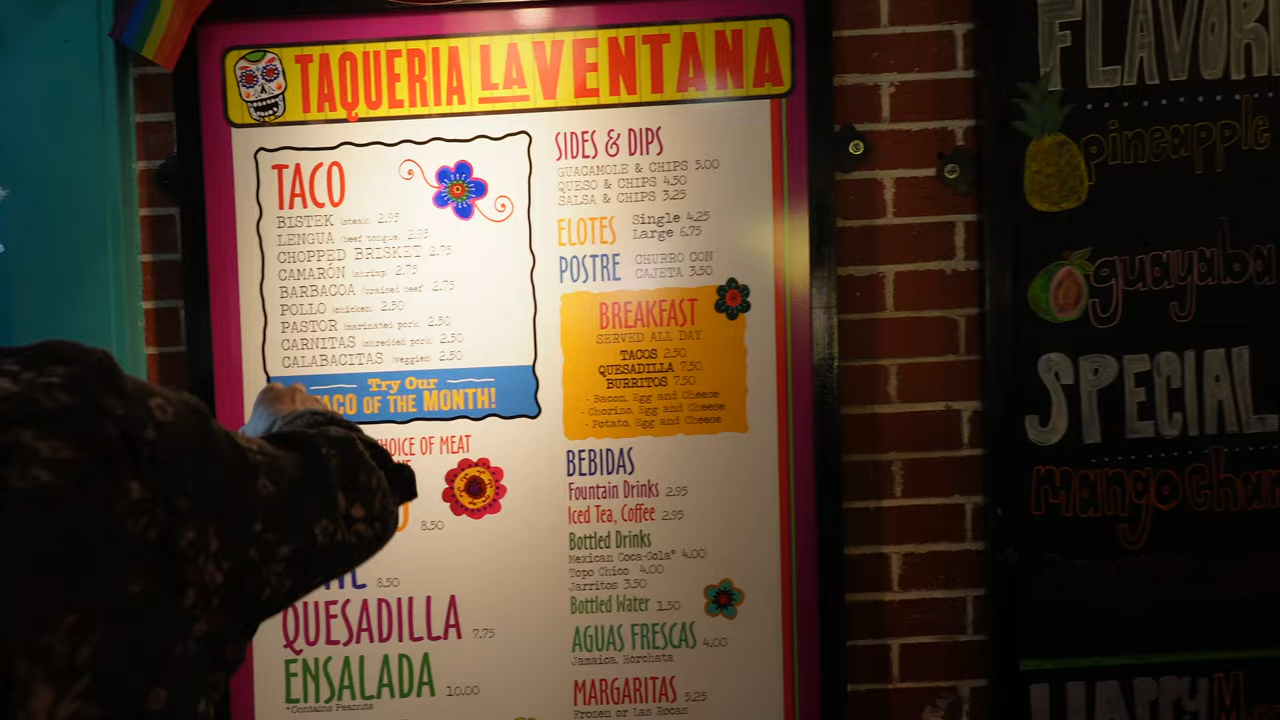 TAQUERIA LA VENTANA
TACO
BISTEK (steak) 2.95
LENGUA (beef tongue) 2.95
CHOPPED BRISKET 2.75
CAMARÓN (shrimp) 2.75
BARBACOA (braised beef) 2.75
POLLO (chicken) 2.50
PASTOR (marinated pork) 2.50
CARNITAS (shredded pork) 2.50
CALABACITAS (veggies) 2.50
Try Our
TACO OF THE MONTH!
CHOICE OF MEAT
8.50
8.50
QUESADILLA 7.75
ENSALADA 10.00
*Contains Peanuts
SIDES & DIPS
GUACAMOLE & CHIPS 5.00
QUESO & CHIPS 4.50
SALSA & CHIPS 3.25
ELOTES Single 4.25
Large 6.75
POSTRE CHURRO CON
CAJETA 3.50
BREAKFAST
SERVED ALL DAY
TACOS 2.50
QUESADILLA 7.50
BURRITOS 7.50
- Bacon, Egg and Cheese
- Chorizo, Egg and Cheese
- Potato, Egg and Cheese
BEBIDAS
Fountain Drinks 2.95
Iced Tea, Coffee 2.95
Bottled Drinks
Mexican Coca-Cola® 4.00
Topo Chico 4.00
Jarritos 3.50
Bottled Water 1.50
AGUAS FRESCAS 4.00
Jamaica, Horchata
MARGARITAS 5.25
Frozen or Las Rocas
FLAVOR
pineapple
guayaba
SPECIAL
mango cha
HAPPY